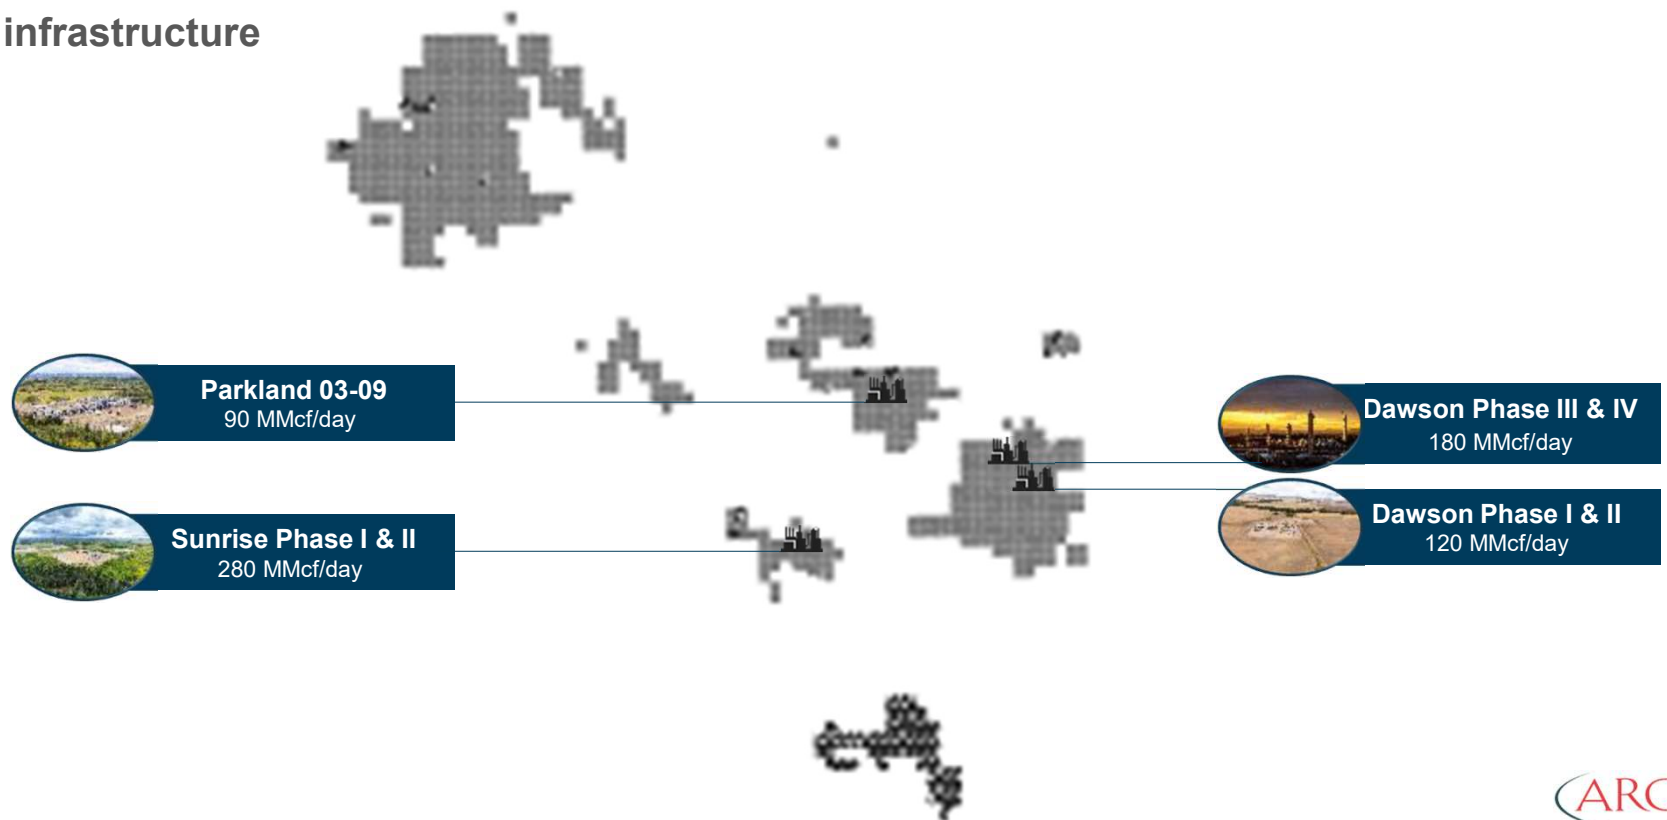 infrastructure
Parkland 03-09
90 MMcf/day
Dawson Phase III & IV
180 MMcf/day
Sunrise Phase I & II
280 MMcf/day
Dawson Phase I & II
120 MMcf/day
ARC